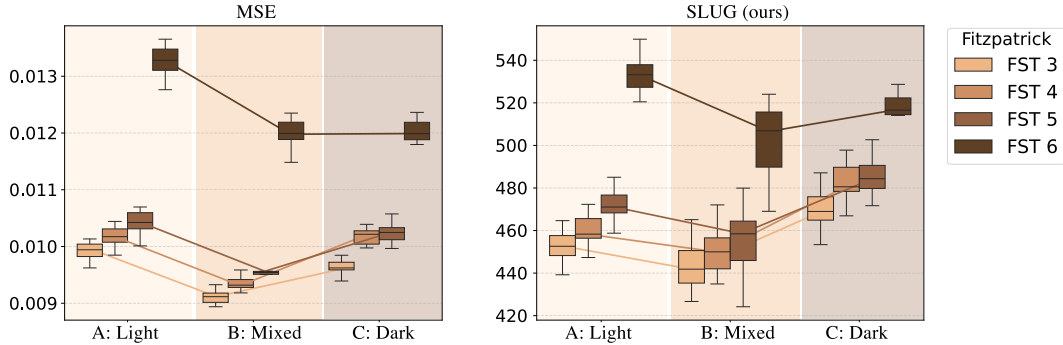 MSE
0.013
0.012
0.011
0.010
0.009
A: Light
B: Mixed
C: Dark
SLUG (ours)
540
520
500
480
460
440
420
A: Light
B: Mixed
C: Dark
Fitzpatrick
FST 3
FST 4
FST 5
FST 6